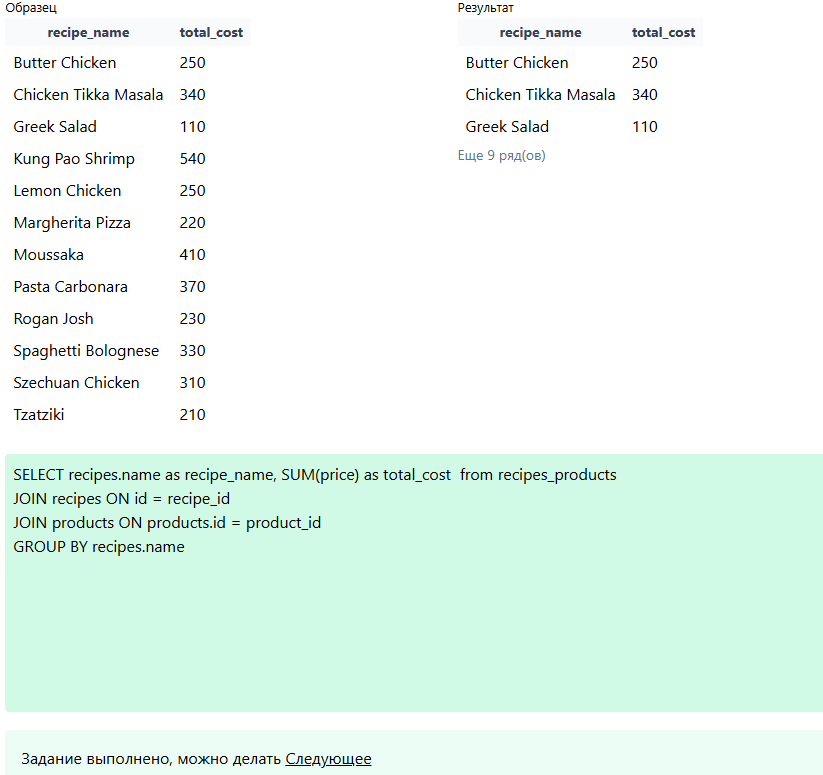 Образец
recipe_name total_cost
Butter Chicken 250
Chicken Tikka Masala 340
Greek Salad 110
Kung Pao Shrimp 540
Lemon Chicken 250
Margherita Pizza 220
Moussaka 410
Pasta Carbonara 370
Rogan Josh 230
Spaghetti Bolognese 330
Szechuan Chicken 310
Tzatziki 210
Результат
recipe_name total_cost
Butter Chicken 250
Chicken Tikka Masala 340
Greek Salad 110
Еще 9 ряд(ов)
SELECT recipes.name as recipe_name, SUM(price) as total_cost  from recipes_products
JOIN recipes ON id = recipe_id
JOIN products ON products.id = product_id
GROUP BY recipes.name
Задание выполнено, можно делать Следующее